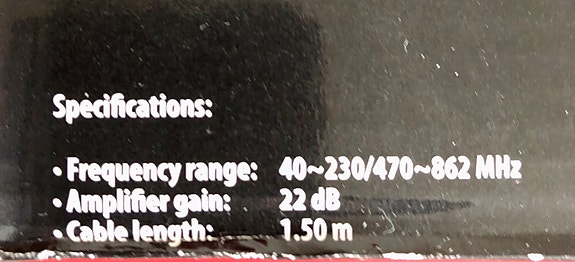 Specifications:
• Frequency range: 40~230/470~862 MHz
• Amplifier gain: 22 dB
• Cable length: 1.50 m